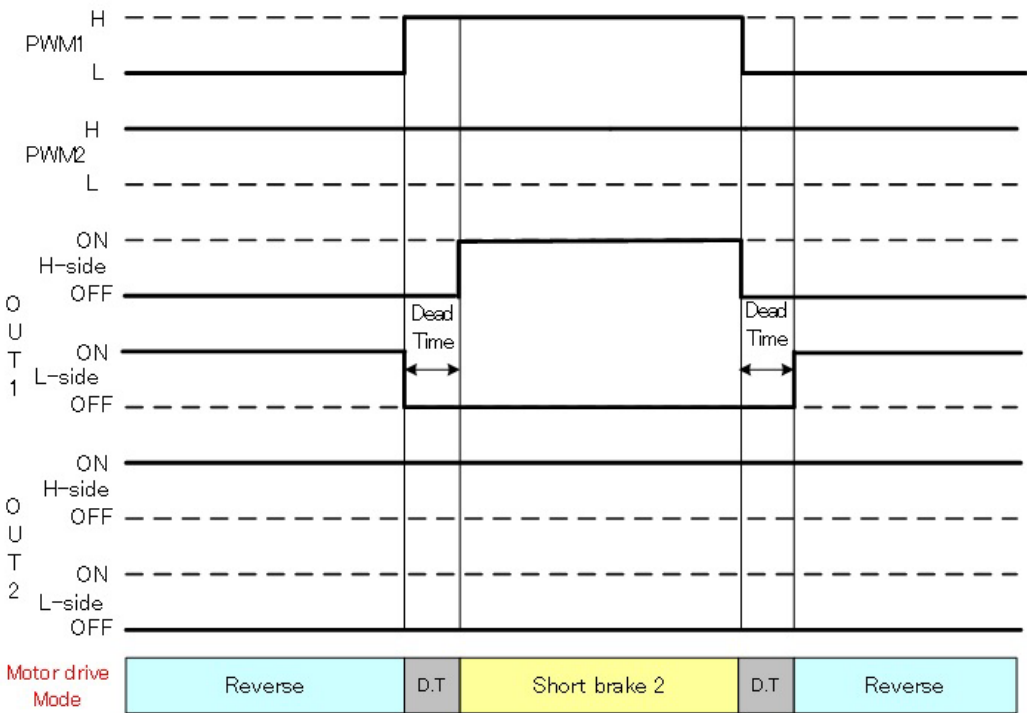 H
PWM1
L
H
PWM2
L
ON
H-side
OFF
Dead
Time
Dead
Time
ON
L-side
OFF
O
U
T
1
ON
H-side
OFF
ON
L-side
OFF
O
U
T
2
Motor drive
Mode
Reverse
D.T
Short brake 2
D.T
Reverse